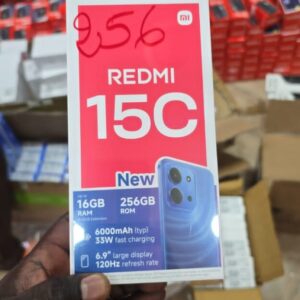 256
mi
REDMI
15C
New
16GB 256GB
RAM ROM
6000mAh (typ)
33W fast charging
6.9" large display
120Hz refresh rate